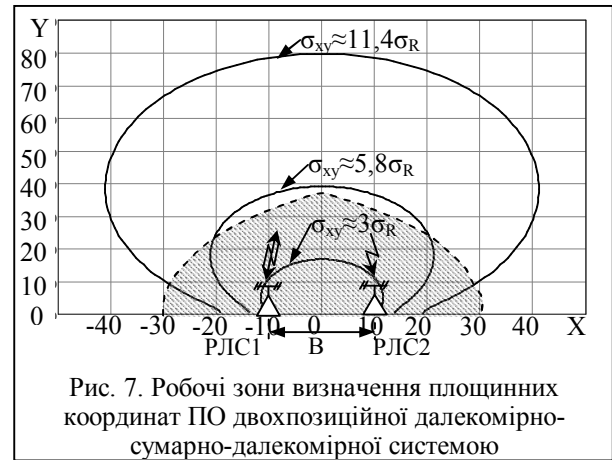 Y
σxy≈11,4σR
80
70
60
50
σxy≈5,8σR
40
30
σxy≈3σR
20
10
0
-40 -30 -20 -10 0 10 20 30 40 X
РЛС1 B РЛС2
Рис. 7. Робочі зони визначення площинних
координат ПО двохпозиційної далекомірно-
сумарно-далекомірної системою